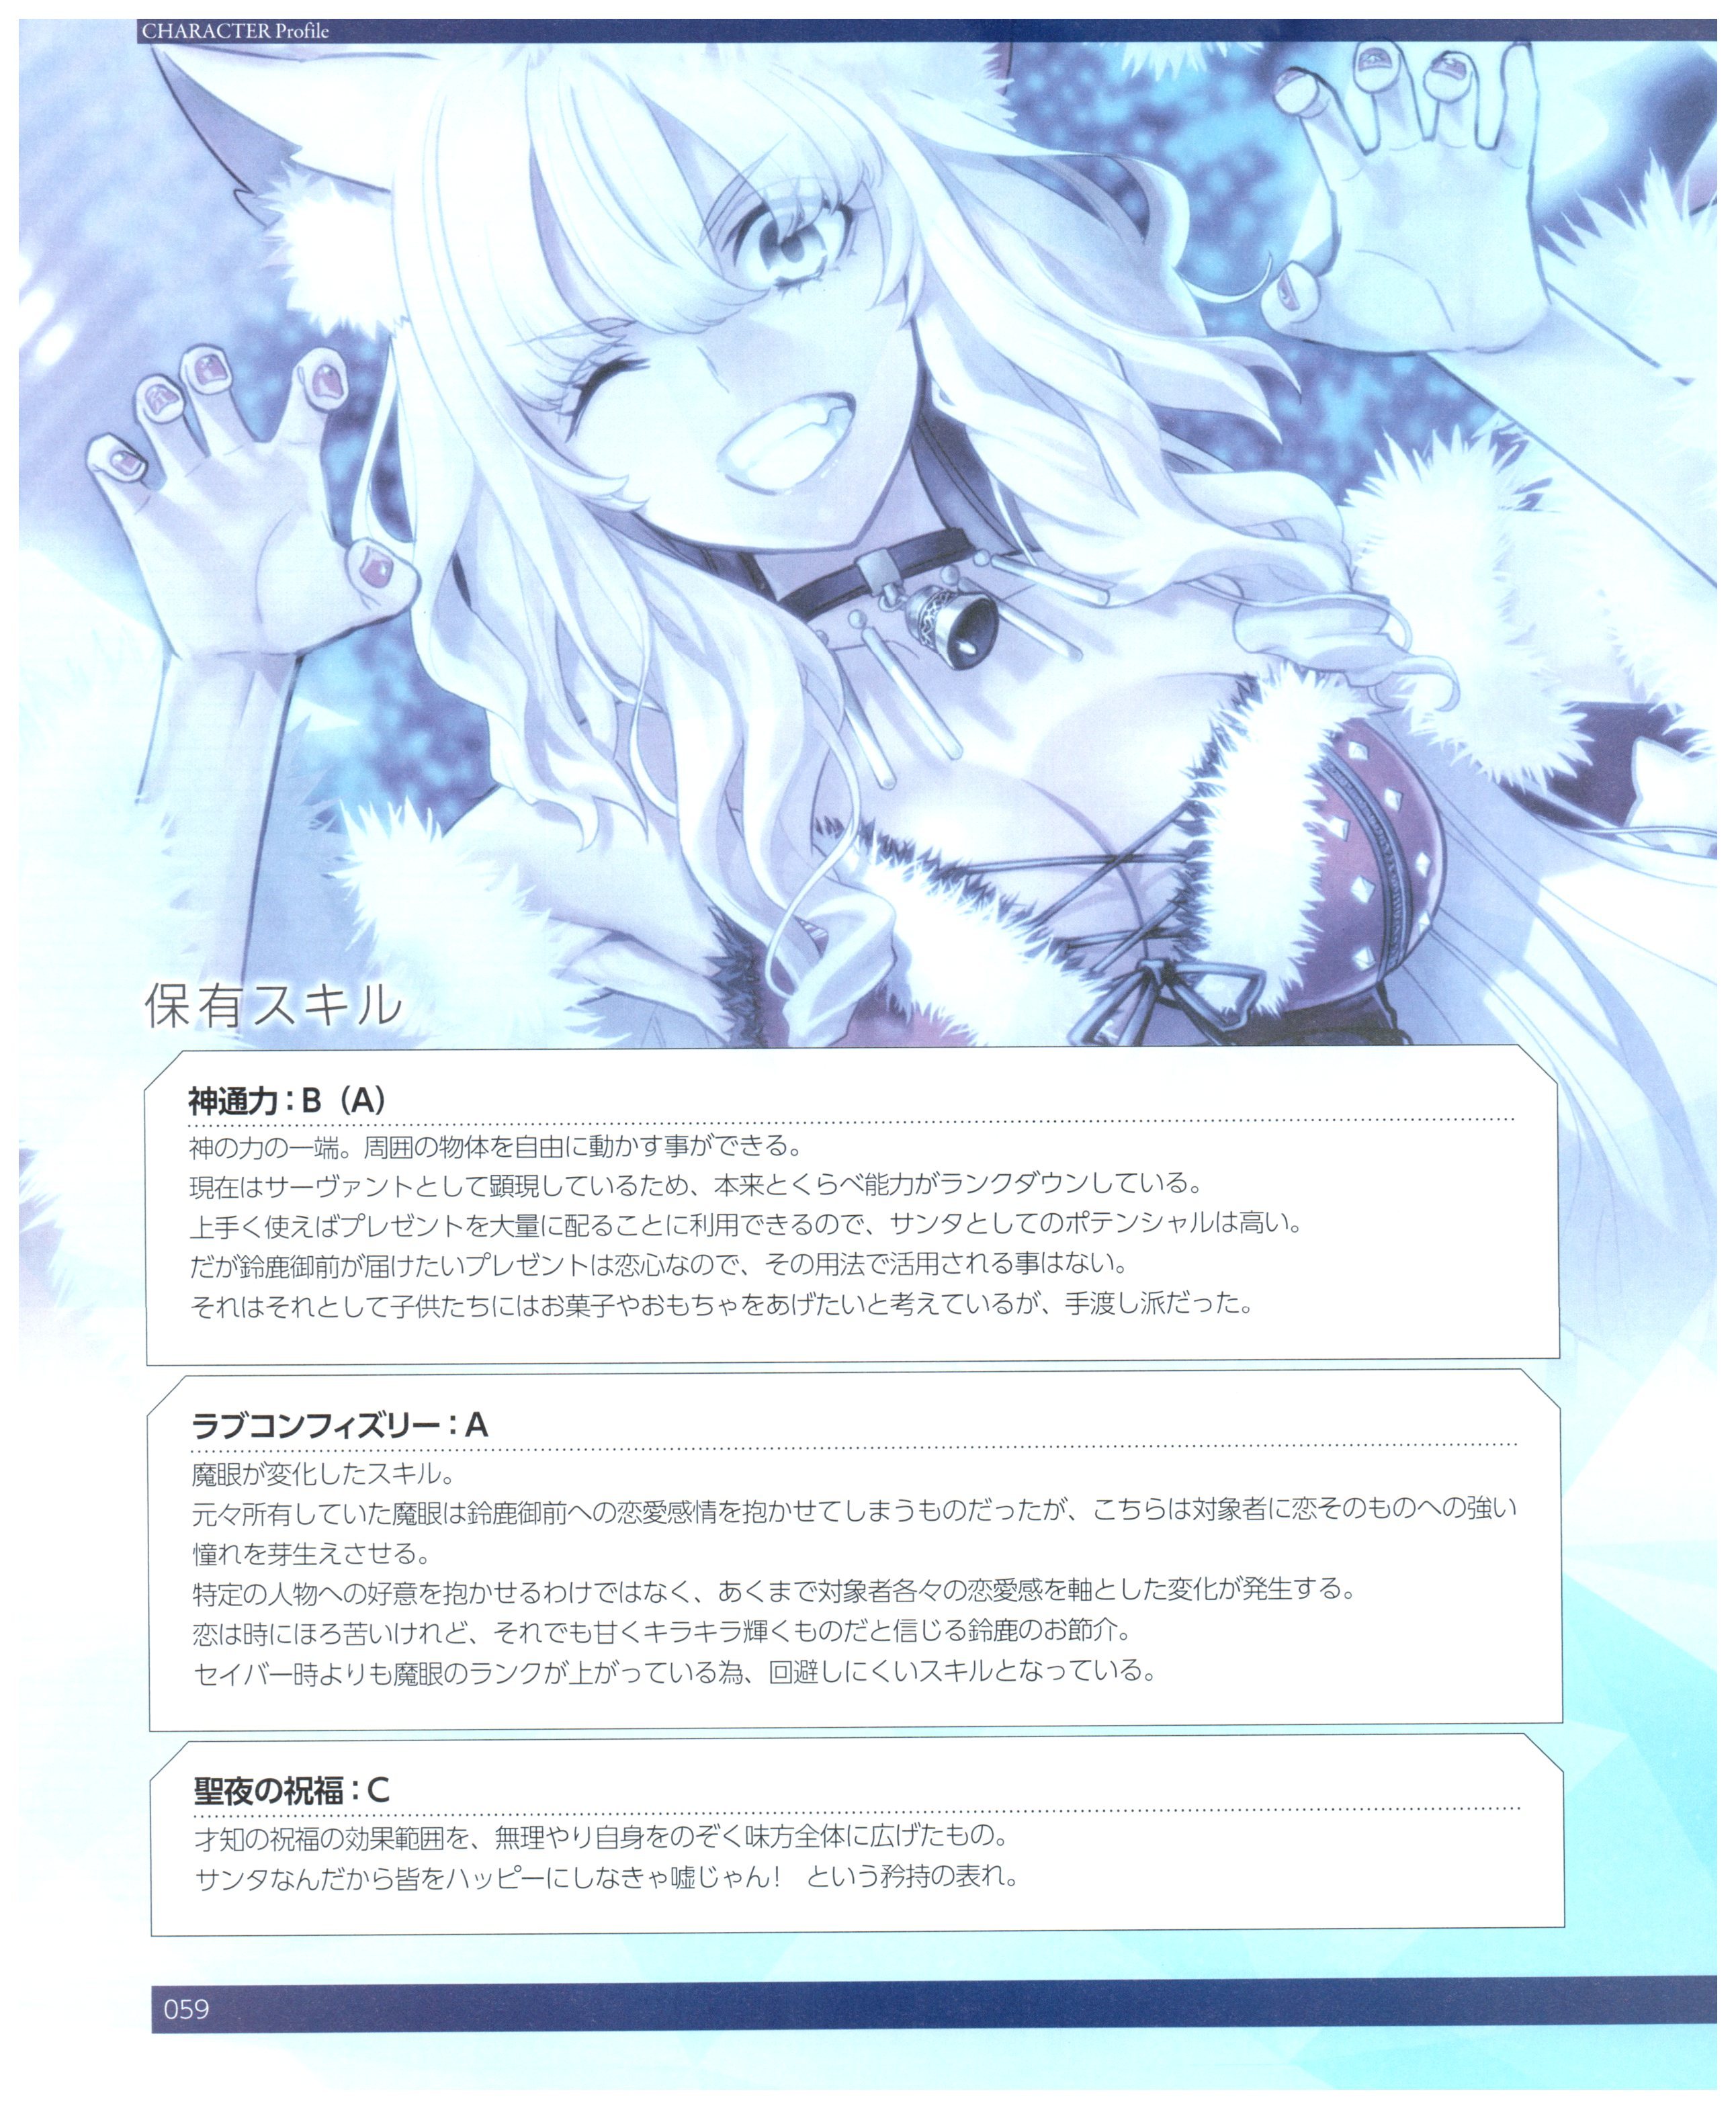 CHARACTER Profile
保有スキル
神通力：B（A）
神の力の一端。周囲の物体を自由に動かす事ができる。
現在はサーヴァントとして顕現しているため、本来とくらべ能力がランクダウンしている。
上手く使えばプレゼントを大量に配ることに利用できるので、サンタとしてのポテンシャルは高い。
だが鈴鹿御前が届けたいプレゼントは恋心なので、その用法で活用される事はない。
それはそれとして子供たちにはお菓子やおもちゃをあげたいと考えているが、手渡し派だった。
ラブコンフィズリー：A
魔眼が変化したスキル。
元々所有していた魔眼は鈴鹿御前への恋愛感情を抱かせてしまうものだったが、こちらは対象者に恋そのものへの強い
憧れを芽生えさせる。
特定の人物への好意を抱かせるわけではなく、あくまで対象者各々の恋愛感を軸とした変化が発生する。
恋は時にほろ苦いけれど、それでも甘くキラキラ輝くものだと信じる鈴鹿のお節介。
セイバー時よりも魔眼のランクが上がっている為、回避しにくいスキルとなっている。
聖夜の祝福：C
才知の祝福の効果範囲を、無理やり自身をのぞく味方全体に広げたもの。
サンタなんだから皆をハッピーにしなきゃ嘘じゃん！　という矜持の表れ。
059